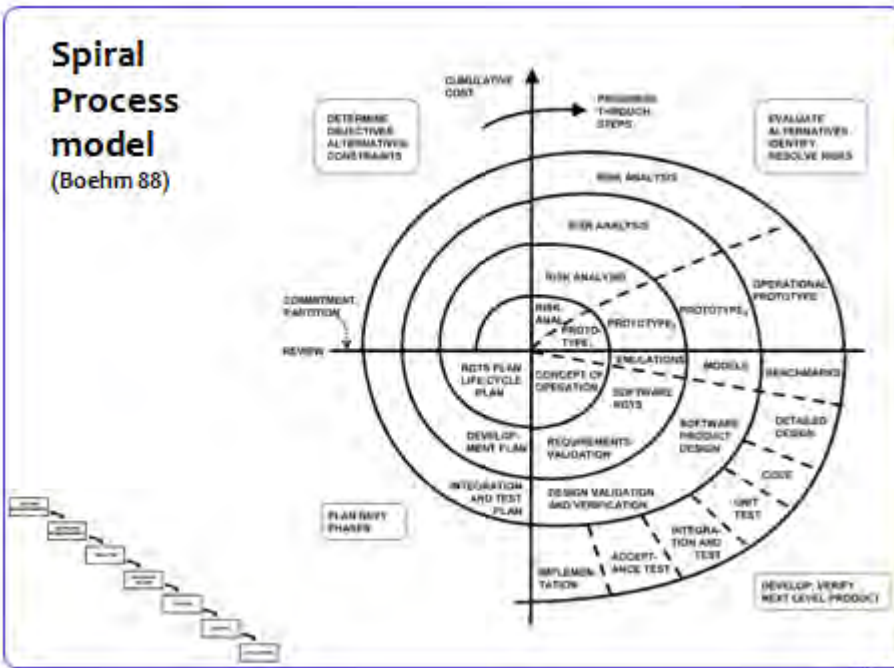 Spiral
Process
model
(Boehm 88)
CUMULATIVE
COST
PROGRESS
THROUGH
STEPS
DETERMINE
OBJECTIVES
ALTERNATIVES
CONSTRAINTS
EVALUATE
ALTERNATIVES
IDENTIFY
RESOLVE RISKS
RISK ANALYSIS
RISK ANALYSIS
RISK ANALYSIS
RISK
ANAL.
PROTO-
TYPE₁
PROTOTYPE₂
PROTOTYPE₃
OPERATIONAL
PROTOTYPE
COMMITMENT
PARTITION
REVIEW
RQTS PLAN
LIFE CYCLE
PLAN
CONCEPT OF
OPERATION
EMULATIONS
MODELS
BENCHMARKS
SOFTWARE
RQTS
SOFTWARE
PRODUCT
DESIGN
DETAILED
DESIGN
DEVELOP-
MENT PLAN
REQUIREMENTS
VALIDATION
CODE
INTEGRATION
AND TEST
PLAN
DESIGN VALIDATION
AND VERIFICATION
UNIT
TEST
PLAN NEXT
PHASES
INTEGRA-
TION AND
TEST
ACCEPT-
ANCE TEST
IMPLEMEN-
TATION
DEVELOP, VERIFY
NEXT LEVEL PRODUCT